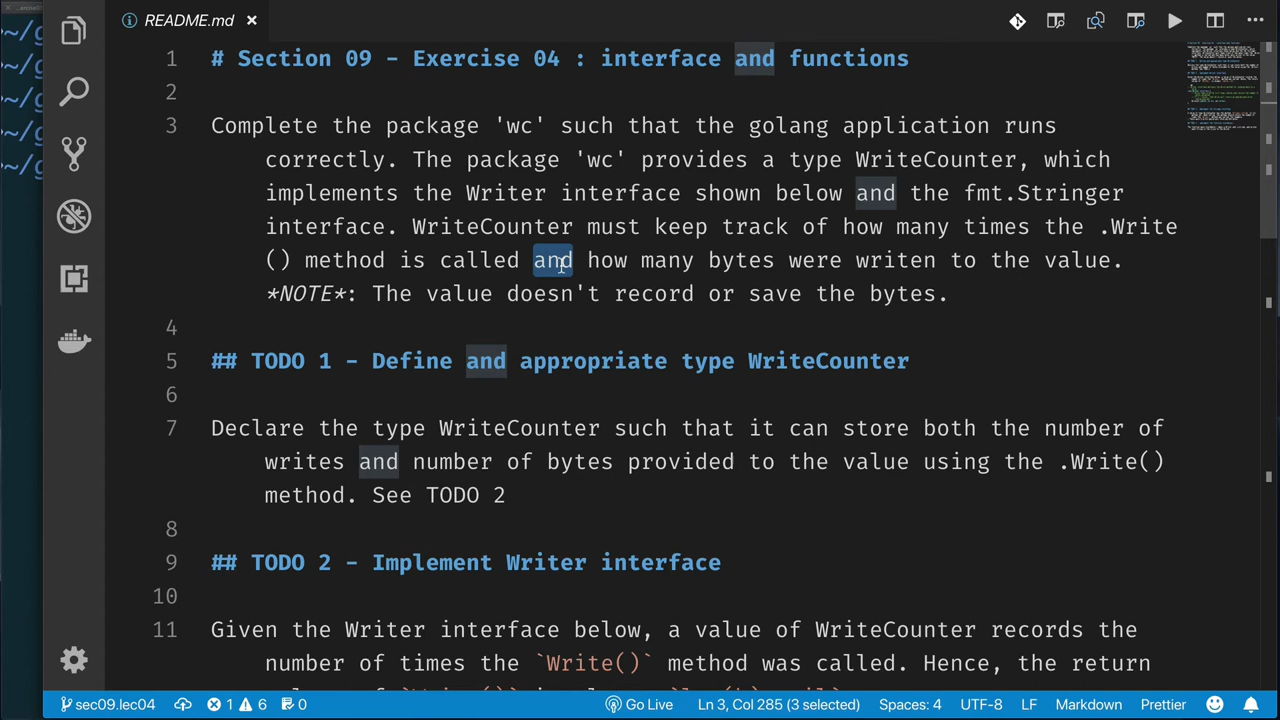 README.md
1 # Section 09 - Exercise 04 : interface and functions
2
3 Complete the package 'wc' such that the golang application runs
correctly. The package 'wc' provides a type WriteCounter, which
implements the Writer interface shown below and the fmt.Stringer
interface. WriteCounter must keep track of how many times the .Write
() method is called and how many bytes were writen to the value.
*NOTE*: The value doesn't record or save the bytes.
4
5 ## TODO 1 - Define and appropriate type WriteCounter
6
7 Declare the type WriteCounter such that it can store both the number of
writes and number of bytes provided to the value using the .Write()
method. See TODO 2
8
9 ## TODO 2 - Implement Writer interface
10
11 Given the Writer interface below, a value of WriteCounter records the
number of times the `Write()` method was called. Hence, the return
sec09.lec04 1 6 0 Go Live Ln 3, Col 285 (3 selected) Spaces: 4 UTF-8 LF Markdown Prettier